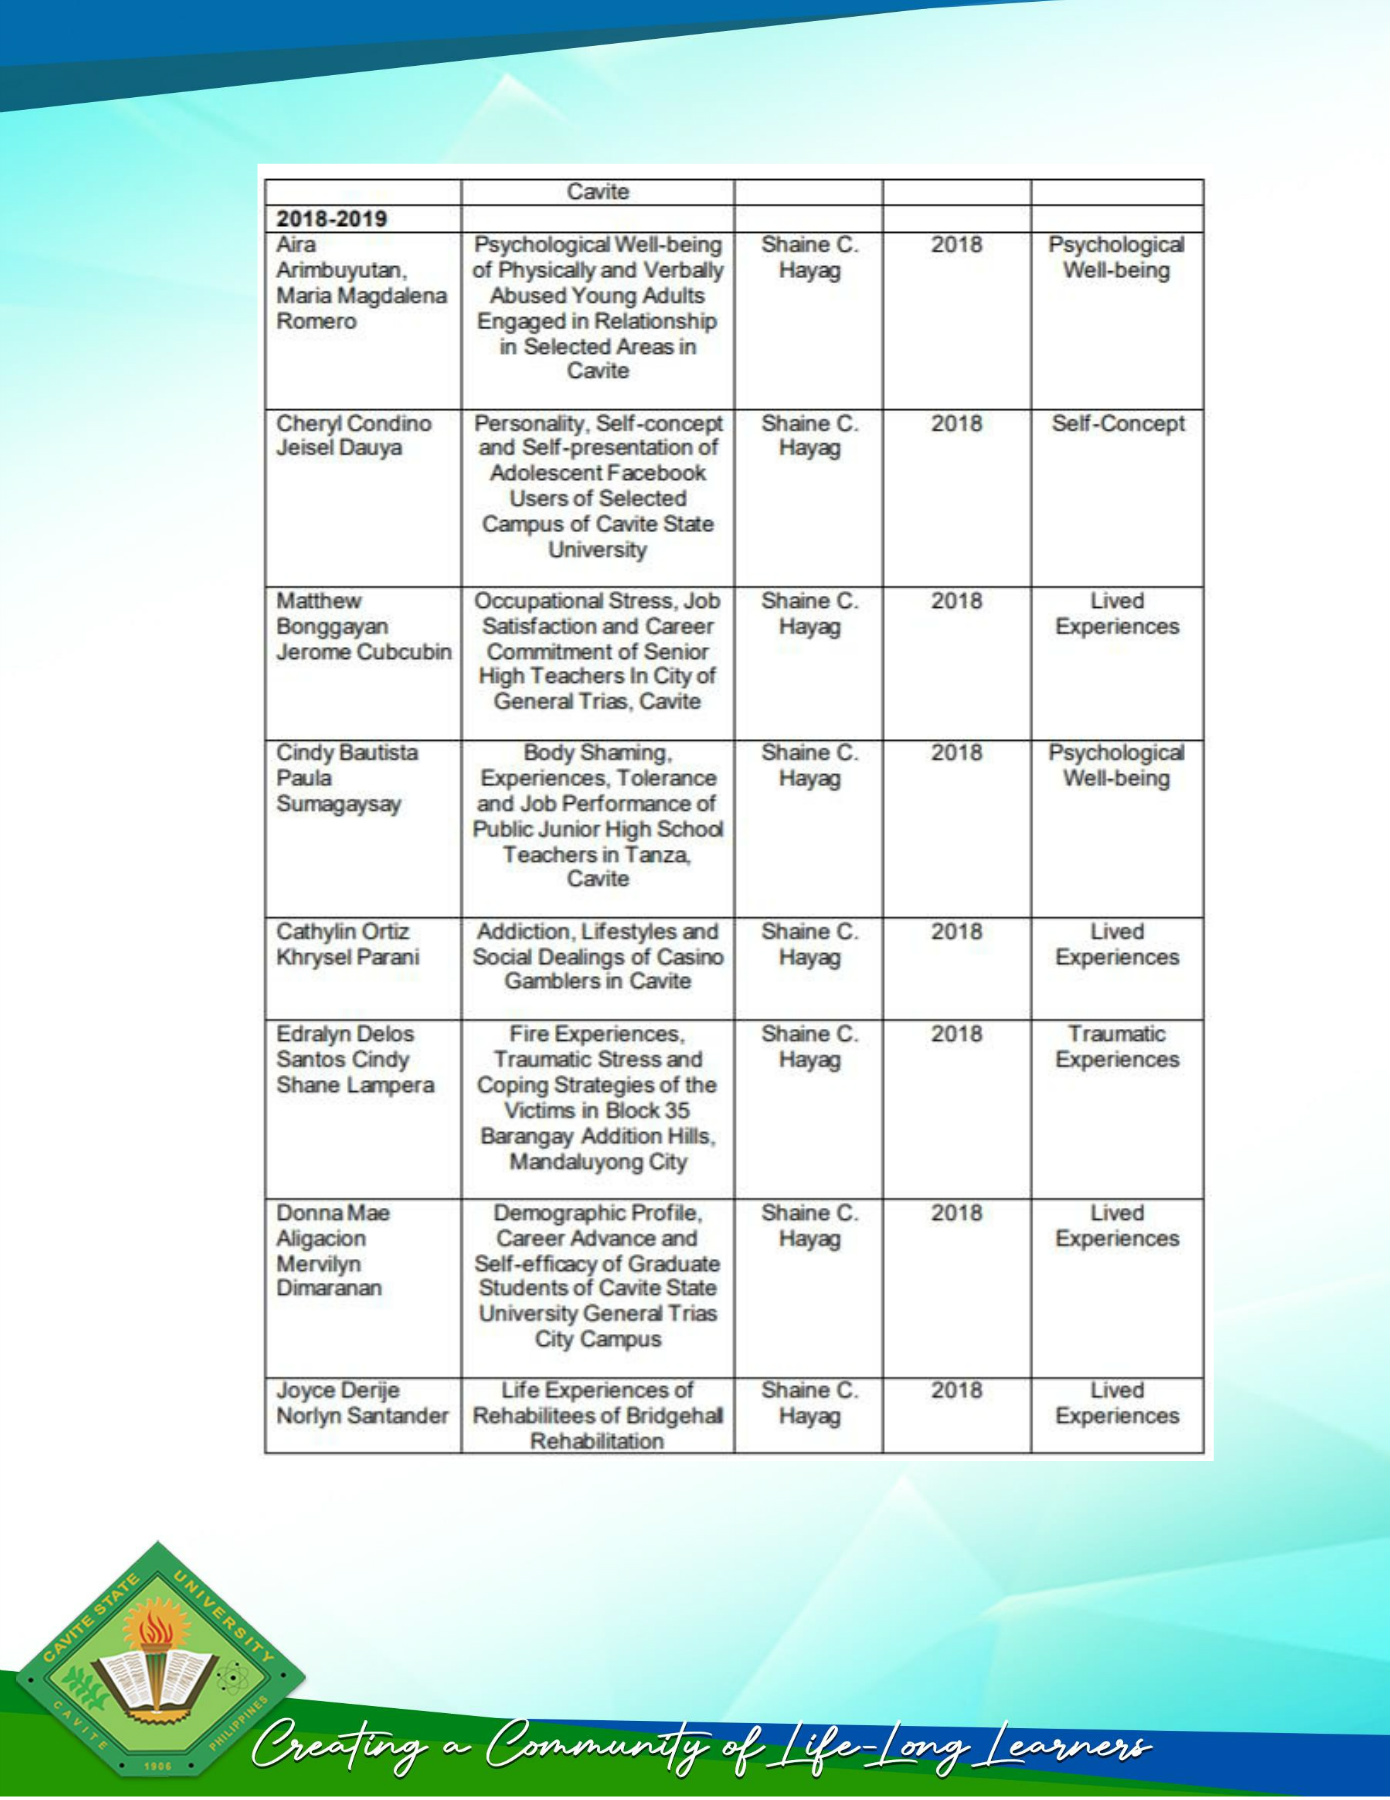 Cavite
2018-2019
Aira
Arimbuyutan,
Maria Magdalena
Romero
Psychological Well-being
of Physically and Verbally
Abused Young Adults
Engaged in Relationship
in Selected Areas in
Cavite
Shaine C.
Hayag
2018
Psychological
Well-being
Cheryl Condino
Jeisel Dauya
Personality, Self-concept
and Self-presentation of
Adolescent Facebook
Users of Selected
Campus of Cavite State
University
Shaine C.
Hayag
2018
Self-Concept
Matthew
Bonggayan
Jerome Cubcubin
Occupational Stress, Job
Satisfaction and Career
Commitment of Senior
High Teachers In City of
General Trias, Cavite
Shaine C.
Hayag
2018
Lived
Experiences
Cindy Bautista
Paula
Sumagaysay
Body Shaming,
Experiences, Tolerance
and Job Performance of
Public Junior High School
Teachers in Tanza,
Cavite
Shaine C.
Hayag
2018
Psychological
Well-being
Cathylin Ortiz
Khrysel Parani
Addiction, Lifestyles and
Social Dealings of Casino
Gamblers in Cavite
Shaine C.
Hayag
2018
Lived
Experiences
Edralyn Delos
Santos Cindy
Shane Lampera
Fire Experiences,
Traumatic Stress and
Coping Strategies of the
Victims in Block 35
Barangay Addition Hills,
Mandaluyong City
Shaine C.
Hayag
2018
Traumatic
Experiences
Donna Mae
Aligacion
Mervilyn
Dimaranan
Demographic Profile,
Career Advance and
Self-efficacy of Graduate
Students of Cavite State
University General Trias
City Campus
Shaine C.
Hayag
2018
Lived
Experiences
Joyce Derije
Norlyn Santander
Life Experiences of
Rehabilitees of Bridgehall
Rehabilitation
Shaine C.
Hayag
2018
Lived
Experiences
CAVITE STATE UNIVERSITY
CAVITE PHILIPPINES
1906
Creating a Community of Life-Long Learners